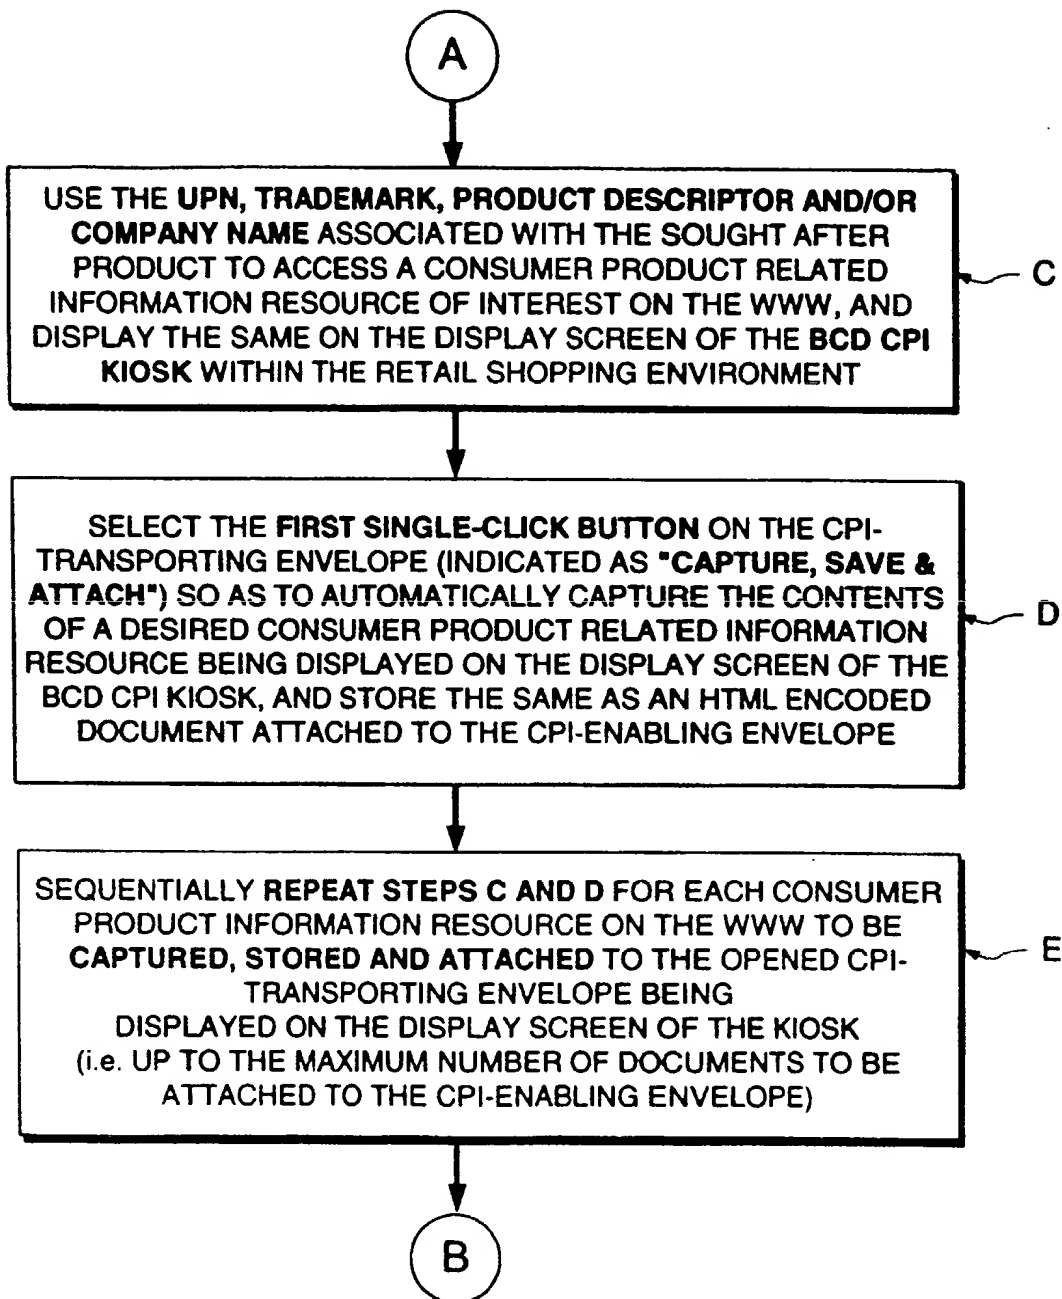 A
USE THE UPN, TRADEMARK, PRODUCT DESCRIPTOR AND/OR
COMPANY NAME ASSOCIATED WITH THE SOUGHT AFTER
PRODUCT TO ACCESS A CONSUMER PRODUCT RELATED
INFORMATION RESOURCE OF INTEREST ON THE WWW, AND
DISPLAY THE SAME ON THE DISPLAY SCREEN OF THE BCD CPI
KIOSK WITHIN THE RETAIL SHOPPING ENVIRONMENT
C
SELECT THE FIRST SINGLE-CLICK BUTTON ON THE CPI-
TRANSPORTING ENVELOPE (INDICATED AS "CAPTURE, SAVE &
ATTACH") SO AS TO AUTOMATICALLY CAPTURE THE CONTENTS
OF A DESIRED CONSUMER PRODUCT RELATED INFORMATION
RESOURCE BEING DISPLAYED ON THE DISPLAY SCREEN OF THE
BCD CPI KIOSK, AND STORE THE SAME AS AN HTML ENCODED
DOCUMENT ATTACHED TO THE CPI-ENABLING ENVELOPE
D
SEQUENTIALLY REPEAT STEPS C AND D FOR EACH CONSUMER
PRODUCT INFORMATION RESOURCE ON THE WWW TO BE
CAPTURED, STORED AND ATTACHED TO THE OPENED CPI-
TRANSPORTING ENVELOPE BEING
DISPLAYED ON THE DISPLAY SCREEN OF THE KIOSK
(i.e. UP TO THE MAXIMUM NUMBER OF DOCUMENTS TO BE
ATTACHED TO THE CPI-ENABLING ENVELOPE)
E
B